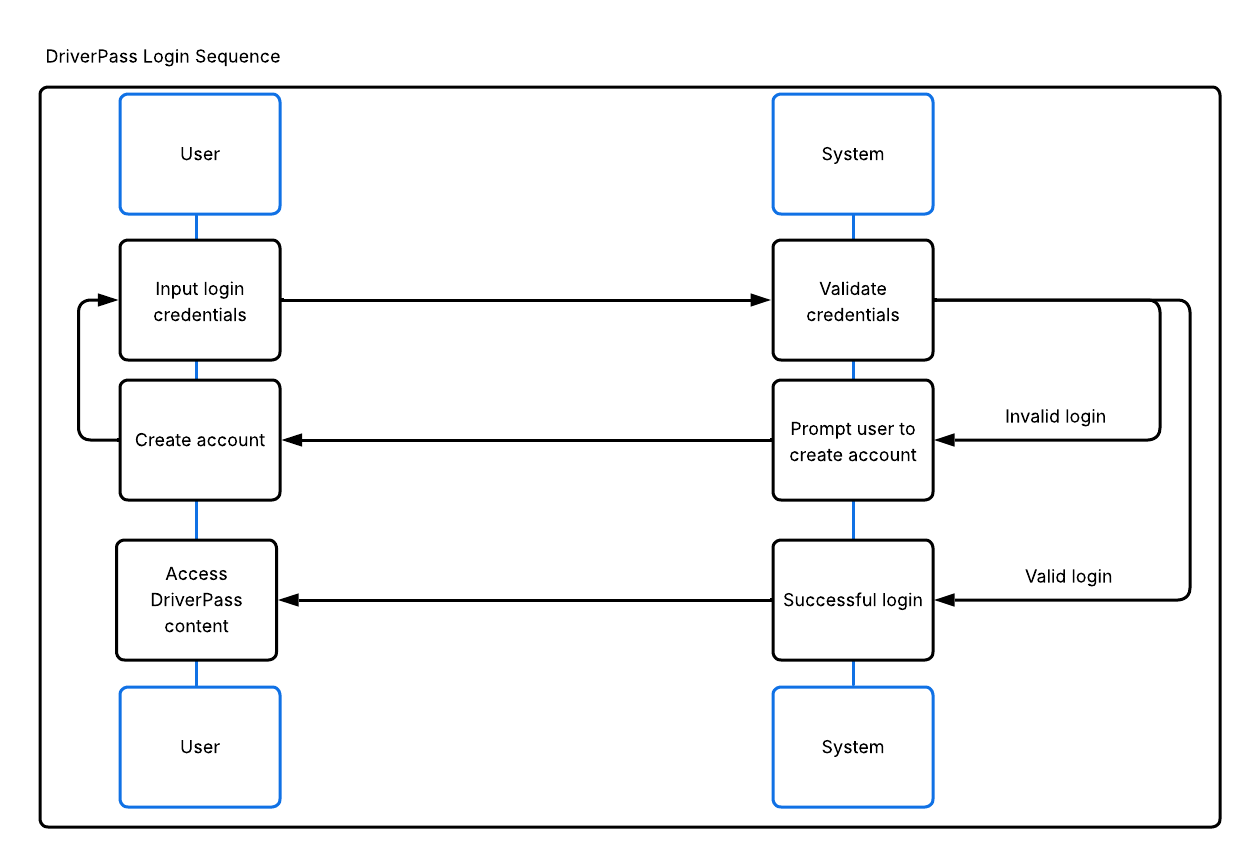 DriverPass Login Sequence
User
System
Input login
credentials
Validate
credentials
Create account
Prompt user to
create account
Invalid login
Access
DriverPass
content
Successful login
Valid login
User
System